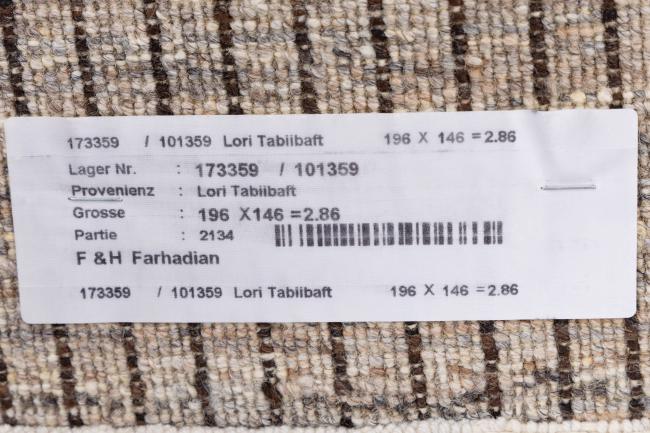 173359 / 101359 Lori Tabiibaft 196 X 146 = 2.86
Lager Nr. : 173359 / 101359
Provenienz : Lori Tabiibaft
Grosse : 196 X146 =2.86
Partie : 2134
F &H Farhadian
173359 / 101359 Lori Tabiibaft 196 X 146 =2.86